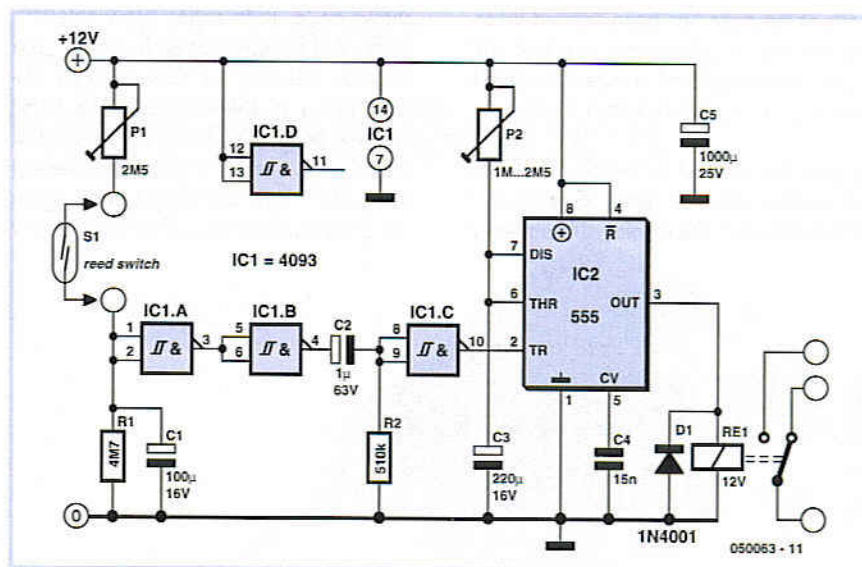 +12V
+
P1
2M5
S1
reed switch
12
13
IC1.D
&
11
14
IC1
7
IC1 = 4093
IC1.A
1
2
&
3
IC1.B
5
6
&
4
C2
1µ
63V
IC1.C
8
9
&
10
R1
4M7
C1
100µ
16V
R2
510k
P2
1M...2M5
C3
220µ
16V
8
4
+
R
7
DIS
6
THR
2
TR
IC2
555
OUT
3
CV
1
5
C4
15n
C5
1000µ
25V
D1
1N4001
RE1
12V
0
050063 - 11